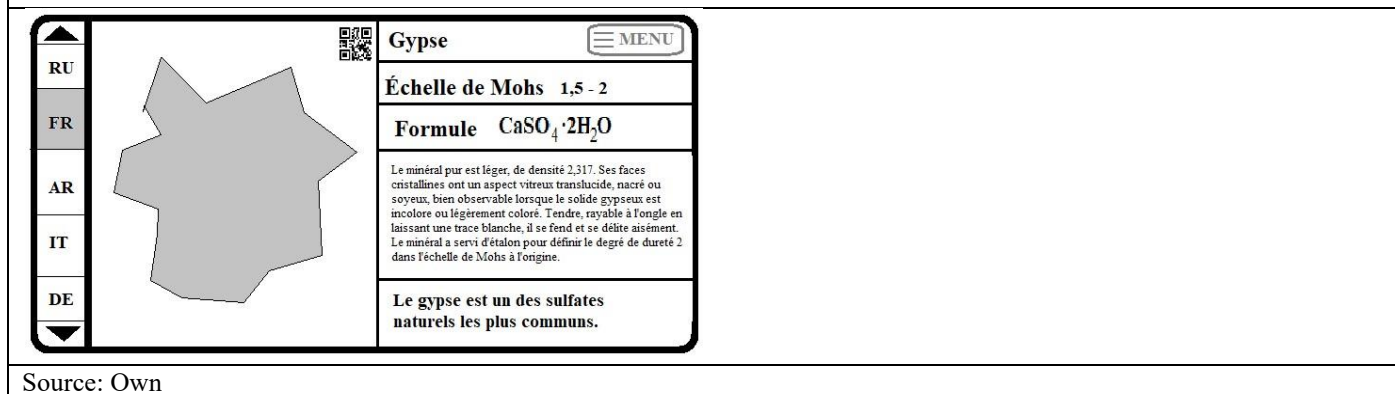 RU
FR
AR
IT
DE
Gypse
MENU
Échelle de Mohs 1,5 - 2
Formule CaSO₄·2H₂O
Le minéral pur est léger, de densité 2,317. Ses faces
cristallines ont un aspect vitreux translucide, nacré ou
soyeux, bien observable lorsque le solide gypseux est
incolore ou légèrement coloré. Tendre, rayable à l'ongle en
laissant une trace blanche, il se fend et se délite aisément.
Le minéral a servi d'étalon pour définir le degré de dureté 2
dans l'échelle de Mohs à l'origine.
Le gypse est un des sulfates
naturels les plus communs.
Source: Own